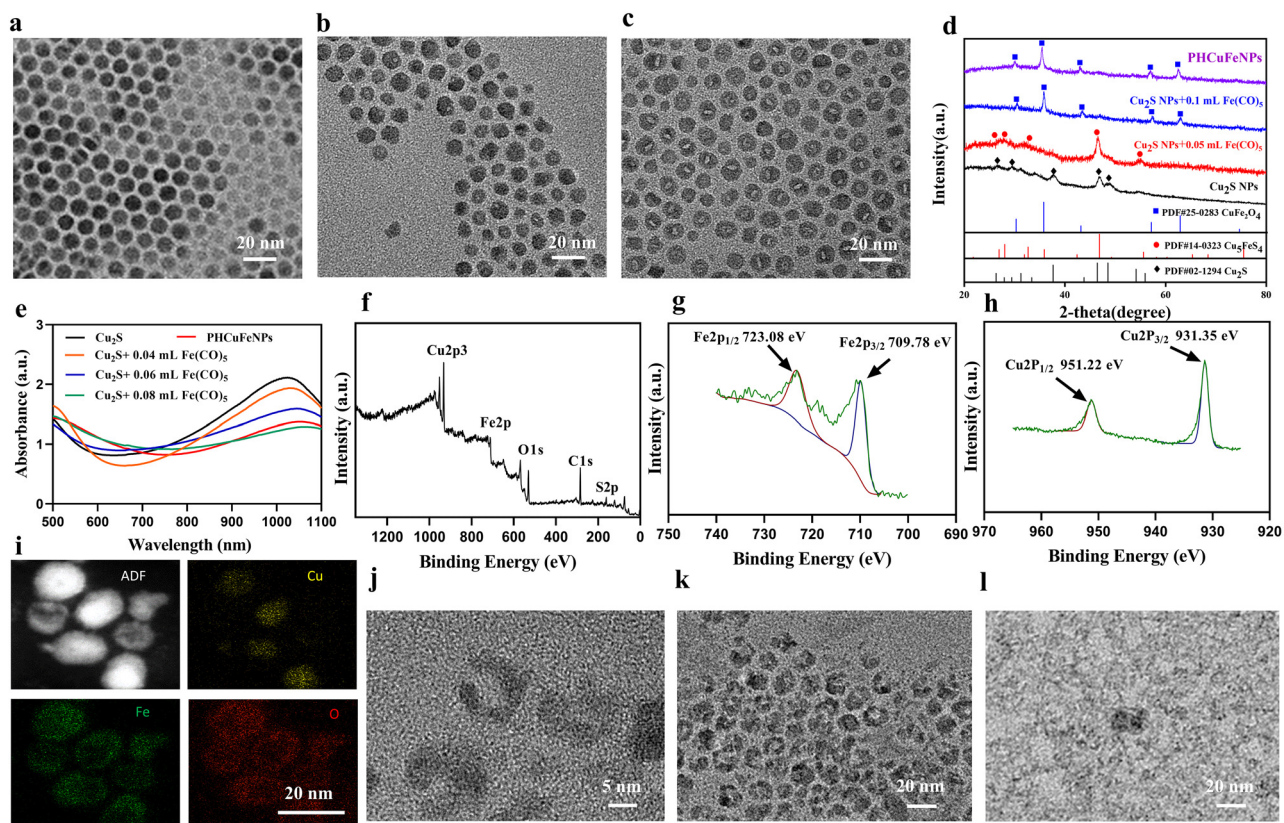 a
20 nm
b
20 nm
c
20 nm
d
Intensity(a.u.)
PHCuFeNPs
Cu₂S NPs+0.1 mL Fe(CO)₅
Cu₂S NPs+0.05 mL Fe(CO)₅
Cu₂S NPs
PDF#25-0283 CuFe₂O₄
PDF#14-0323 Cu₅FeS₄
PDF#02-1294 Cu₂S
20 40 60 80
2-theta(degree)
e
Absorbance (a.u.)
3
2
1
0
Cu₂S
PHCuFeNPs
Cu₂S+ 0.04 mL Fe(CO)₅
Cu₂S+ 0.06 mL Fe(CO)₅
Cu₂S+ 0.08 mL Fe(CO)₅
500 600 700 800 900 1000 1100
Wavelength (nm)
f
Intensity (a.u.)
Cu2p3
Fe2p
O1s
C1s
S2p
1200 1000 800 600 400 200 0
Binding Energy (eV)
g
Intensity (a.u.)
Fe2p₁/₂ 723.08 eV
Fe2p₃/₂ 709.78 eV
750 740 730 720 710 700 690
Binding Energy (eV)
h
Intensity (a.u.)
Cu2P₃/₂ 931.35 eV
Cu2P₁/₂ 951.22 eV
970 960 950 940 930 920
Binding Energy (eV)
i
ADF
Cu
Fe
O
20 nm
j
5 nm
k
20 nm
l
20 nm